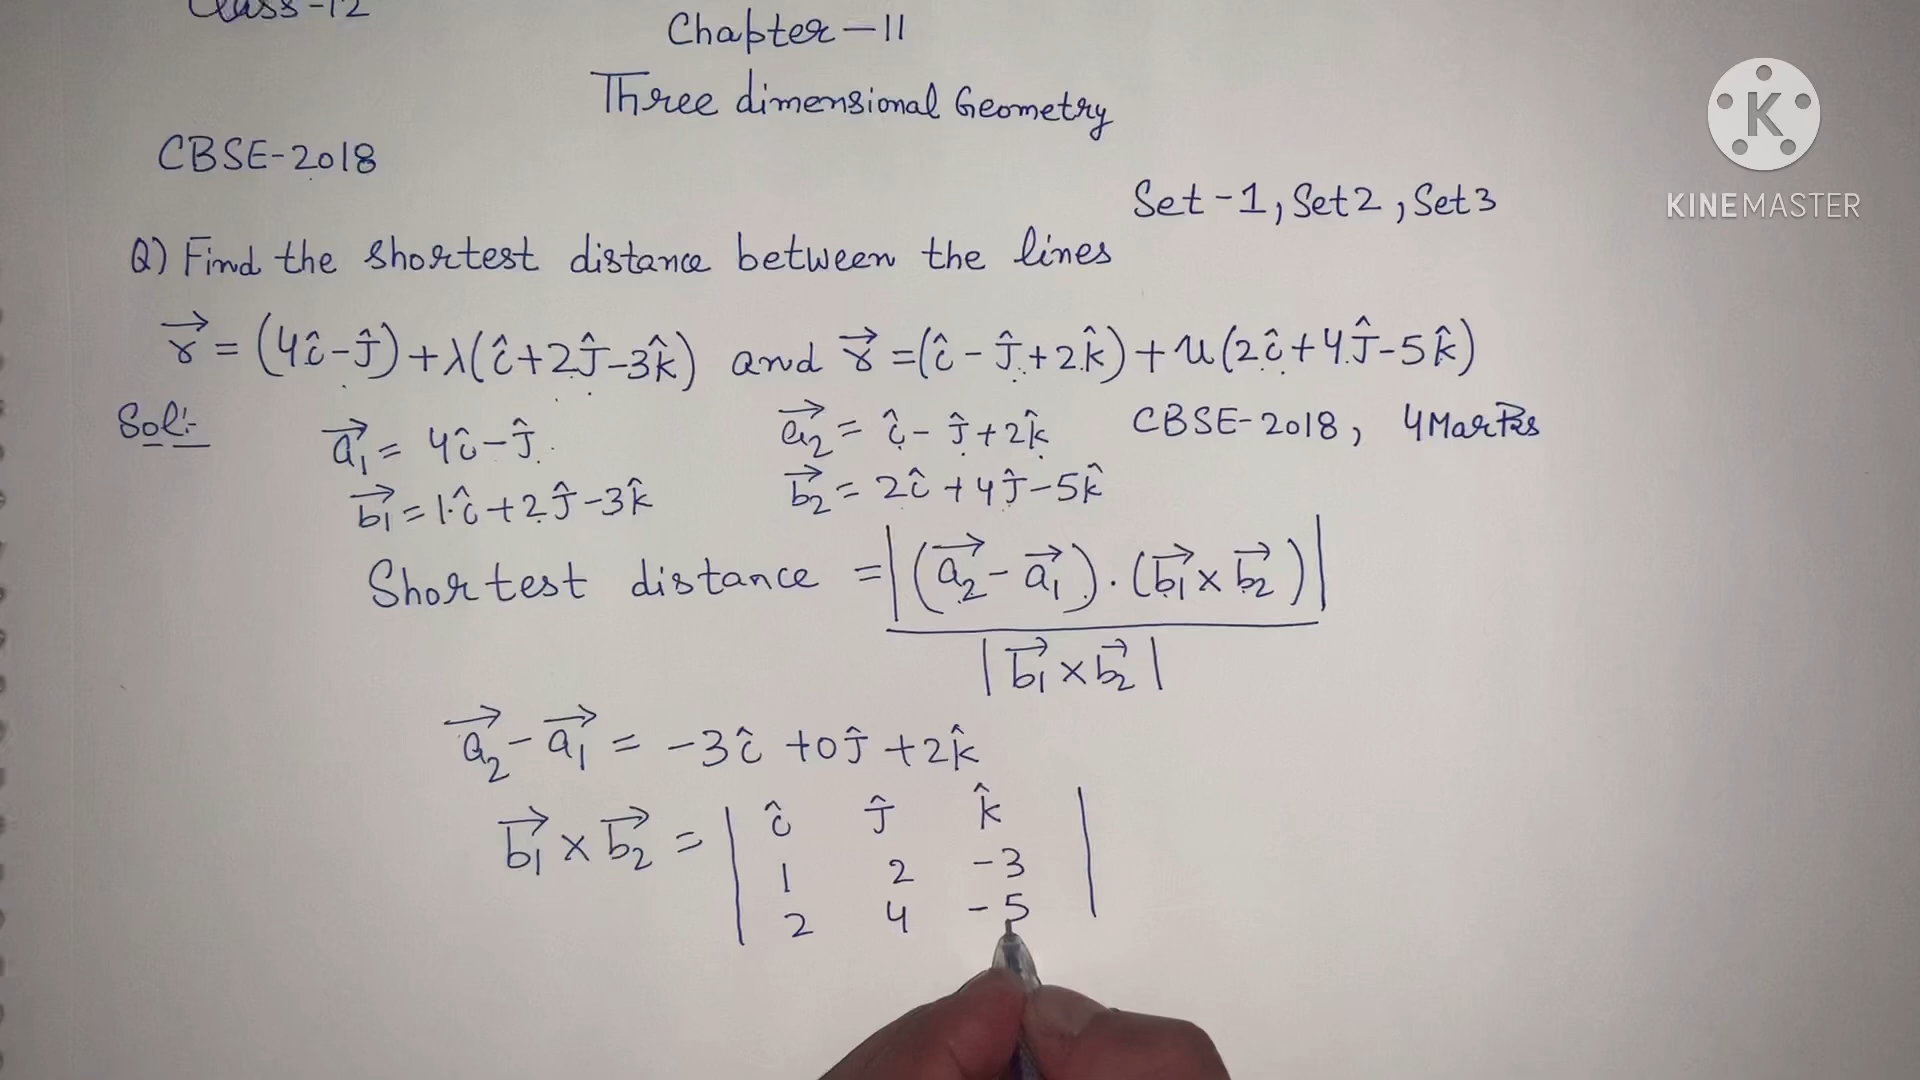 Class-12
Chapter-11
Three dimensional Geometry
CBSE-2018
Set-1, Set2, Set3
Q) Find the shortest distance between the lines
r⃗ = (4î-ĵ)+λ(î+2ĵ-3k̂) and r⃗ =(î-ĵ+2k̂)+u(2î+4ĵ-5k̂)
Sol:-
a⃗₁ = 4î-ĵ
a⃗₂ = î-ĵ+2k̂
CBSE-2018, 4Marks
b⃗₁ = 1î+2ĵ-3k̂
b⃗₂ = 2î+4ĵ-5k̂
Shortest distance = |(a⃗₂-a⃗₁).(b⃗₁×b⃗₂)|
|b⃗₁×b⃗₂|
a⃗₂-a⃗₁ = -3î+0ĵ+2k̂
b⃗₁×b⃗₂ = | î ĵ k̂ |
1 2 -3
2 4 -5
K
KINEMASTER